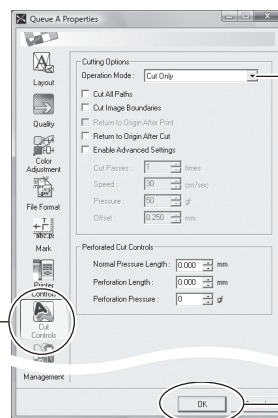 Queue A Properties
Layout
Quality
Color
Adjustment
File Format
Mark
Printer
Controls
Cut
Controls
Management
Cutting Options
Operation Mode : Cut Only
Cut All Paths
Cut Image Boundaries
Return to Origin After Print
Return to Origin After Cut
Enable Advanced Settings
Cut Passes : 1 times
Speed : 30 cm/sec
Pressure : 50 gf
Offset : 0.250 mm
Perforated Cut Controls
Normal Pressure Length : 0.000 mm
Perforation Length : 0.000 mm
Perforation Pressure : 0 gf
OK